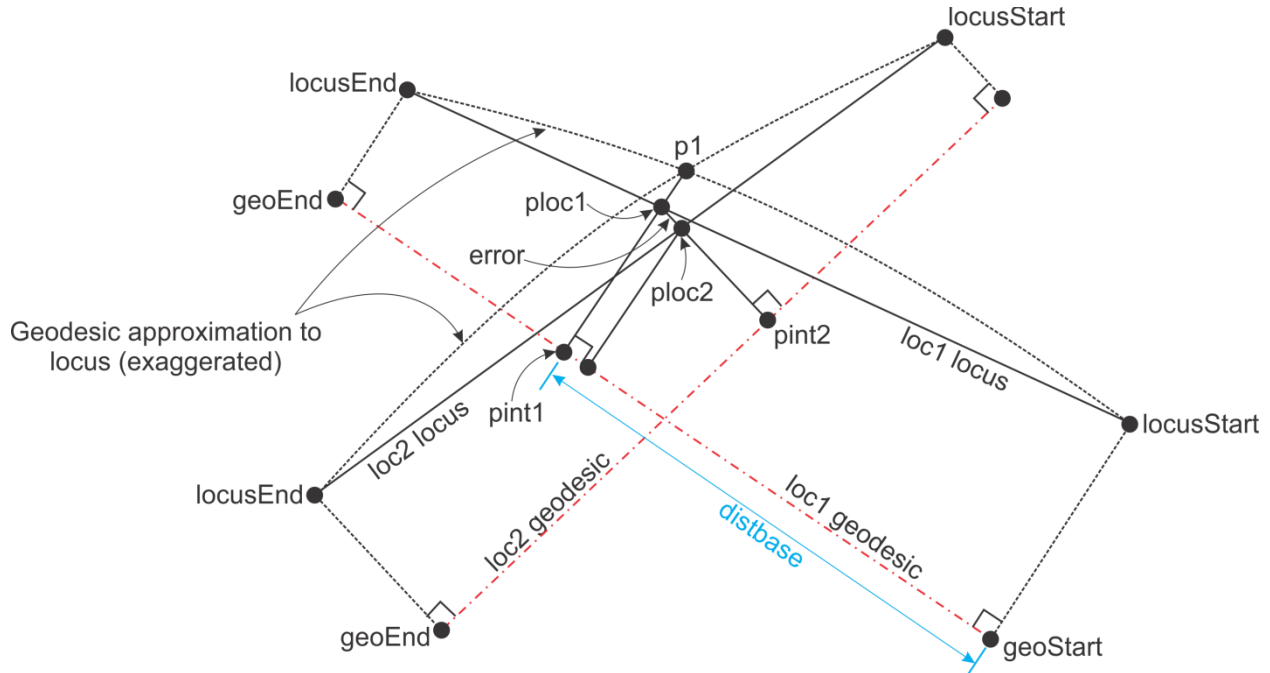 locusStart
locusEnd
p1
geoEnd
ploc1
error
ploc2
Geodesic approximation to
locus (exaggerated)
pint2
pint1
loc1 locus
locusStart
loc2 locus
locusEnd
loc2 geodesic
loc1 geodesic
distbase
geoEnd
geoStart